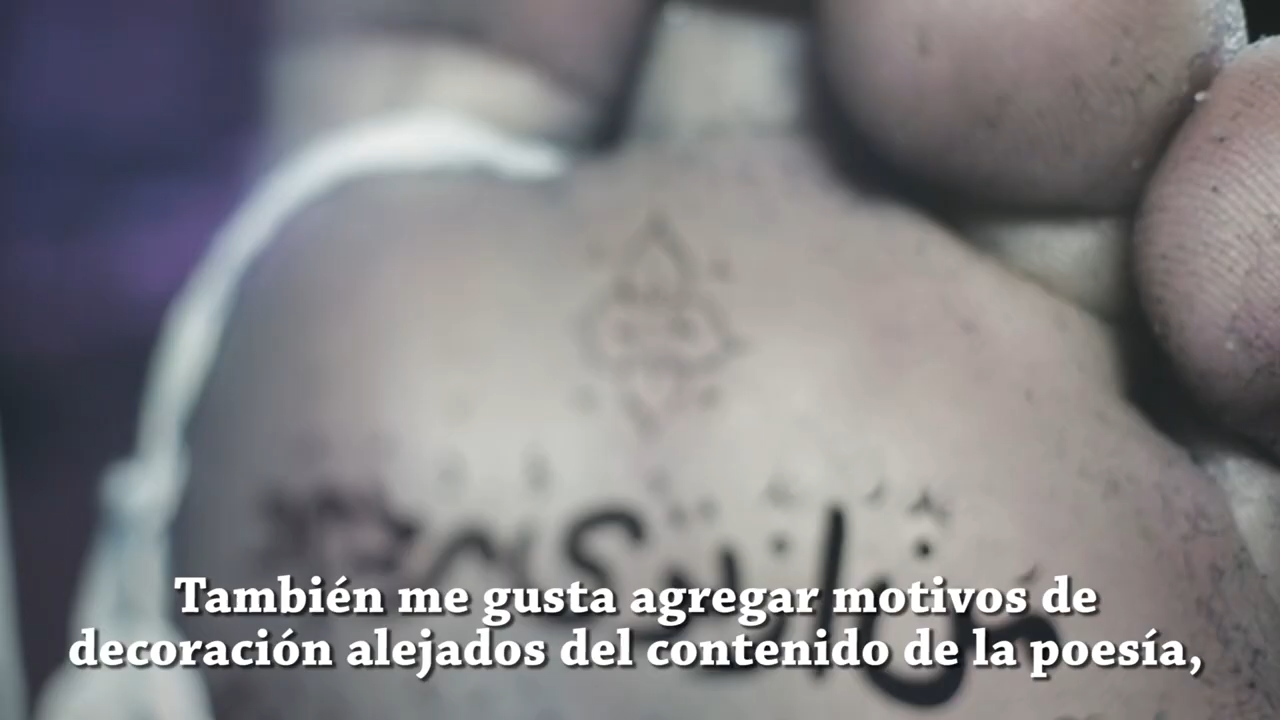 También me gusta agregar motivos de
decoración alejados del contenido de la poesía,